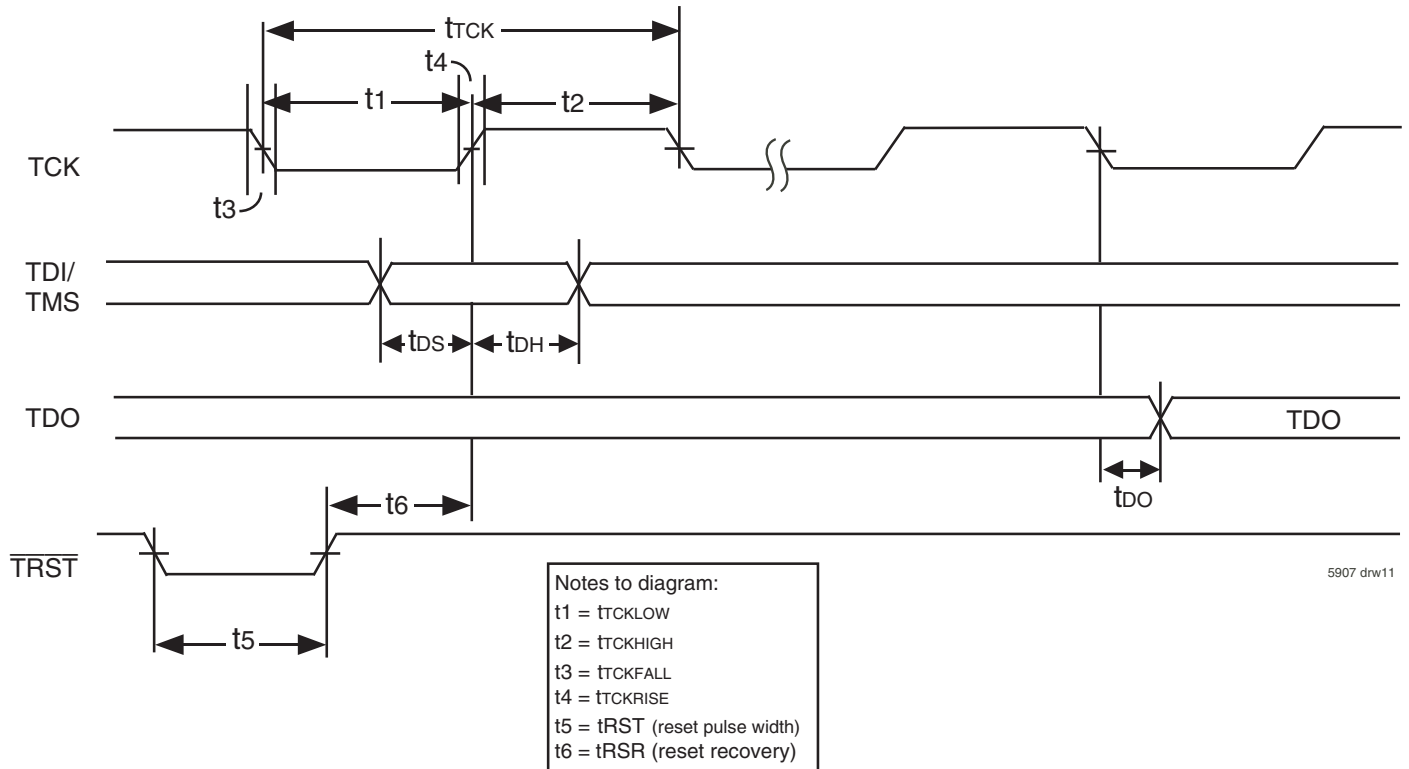 tTCK
t4
t1
t2
TCK
t3
TDI/
TMS
tDS
tDH
TDO
TDO
tDO
t6
TRST
5907 drw11
t5
Notes to diagram:
t1 = tTCKLOW
t2 = tTCKHIGH
t3 = tTCKFALL
t4 = tTCKRISE
t5 = tRST (reset pulse width)
t6 = tRSR (reset recovery)